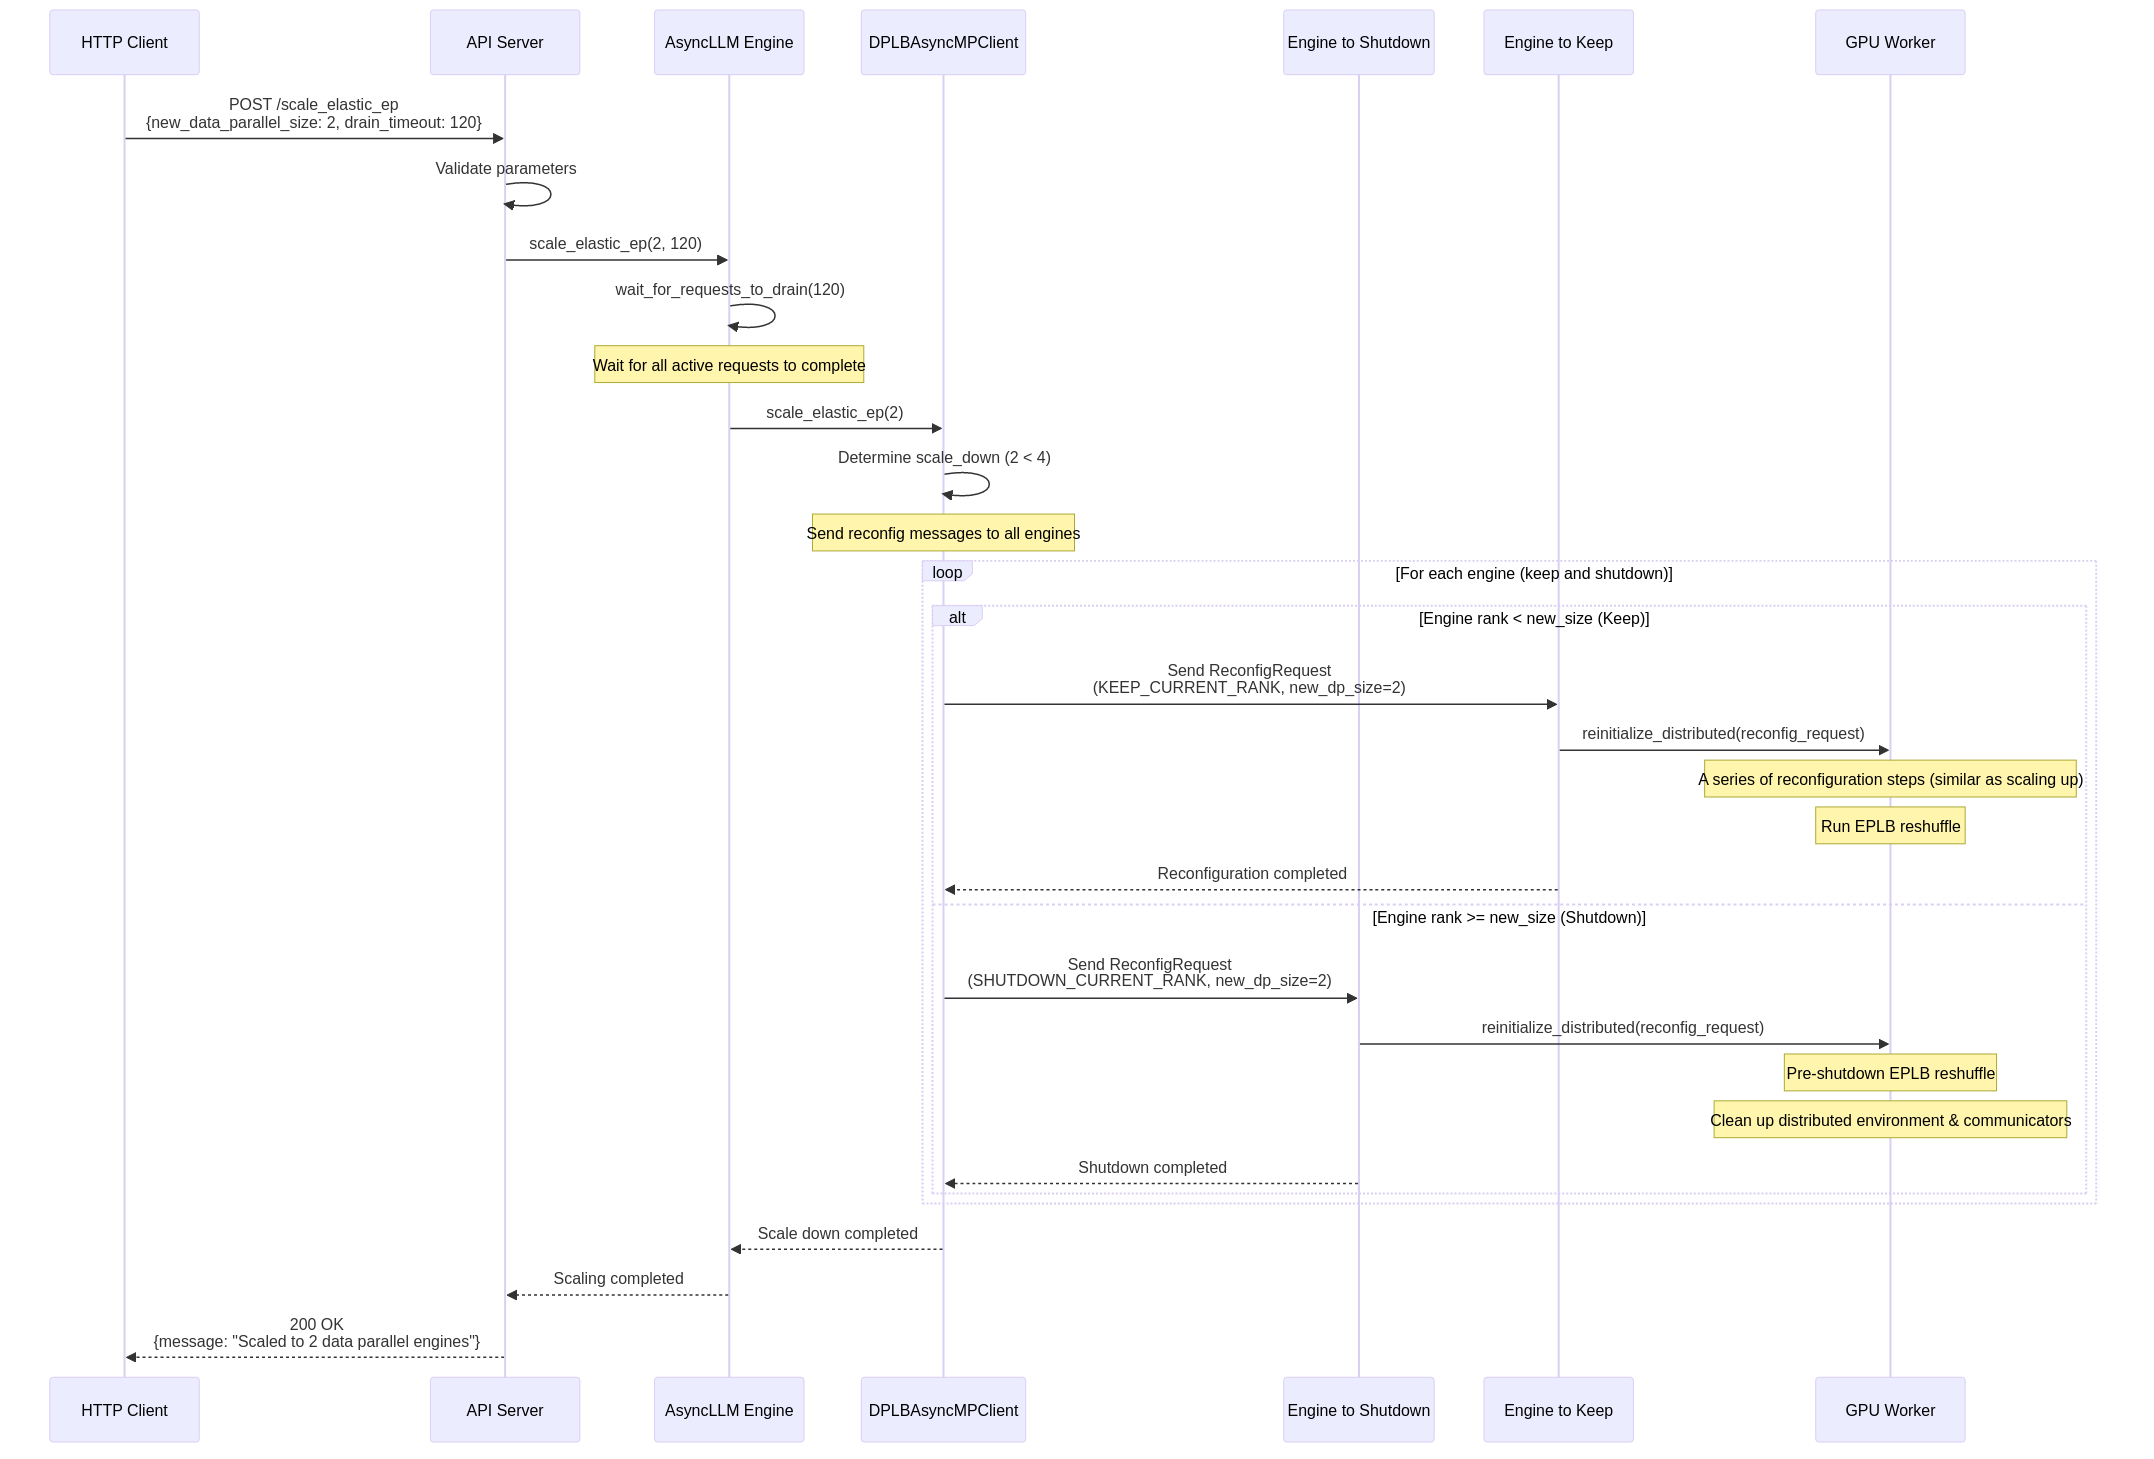 HTTP Client
API Server
AsyncLLM Engine
DPLBAsyncMPClient
Engine to Shutdown
Engine to Keep
GPU Worker
POST /scale_elastic_ep
{new_data_parallel_size: 2, drain_timeout: 120}
Validate parameters
scale_elastic_ep(2, 120)
wait_for_requests_to_drain(120)
Wait for all active requests to complete
scale_elastic_ep(2)
Determine scale_down (2 < 4)
Send reconfig messages to all engines
loop
[For each engine (keep and shutdown)]
alt
[Engine rank < new_size (Keep)]
Send ReconfigRequest
(KEEP_CURRENT_RANK, new_dp_size=2)
reinitialize_distributed(reconfig_request)
A series of reconfiguration steps (similar as scaling up)
Run EPLB reshuffle
Reconfiguration completed
[Engine rank >= new_size (Shutdown)]
Send ReconfigRequest
(SHUTDOWN_CURRENT_RANK, new_dp_size=2)
reinitialize_distributed(reconfig_request)
Pre-shutdown EPLB reshuffle
Clean up distributed environment & communicators
Shutdown completed
Scale down completed
Scaling completed
200 OK
{message: "Scaled to 2 data parallel engines"}
HTTP Client
API Server
AsyncLLM Engine
DPLBAsyncMPClient
Engine to Shutdown
Engine to Keep
GPU Worker